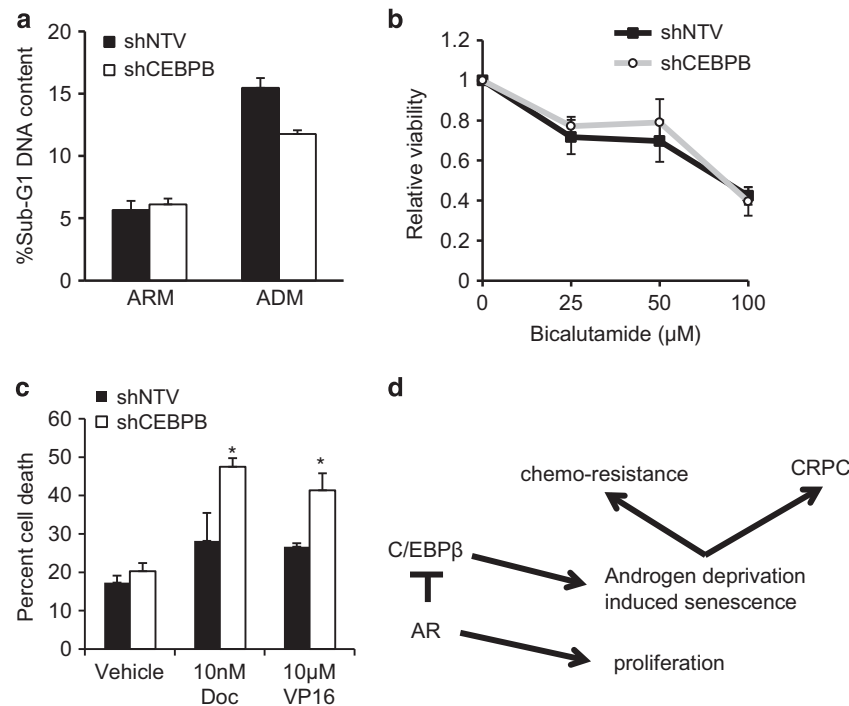 a
20
15
10
5
0
%Sub-G1 DNA content
shNTV
shCEBPB
ARM
ADM
b
shNTV
shCEBPB
1.2
1
0.8
0.6
0.4
0.2
0
Relative viability
0
25
50
100
Bicalutamide (µM)
c
shNTV
shCEBPB
60
50
40
30
20
10
0
Percent cell death
*
*
Vehicle
10nM
Doc
10µM
VP16
d
chemo-resistance
CRPC
C/EBPβ
Androgen deprivation
induced senescence
AR
proliferation